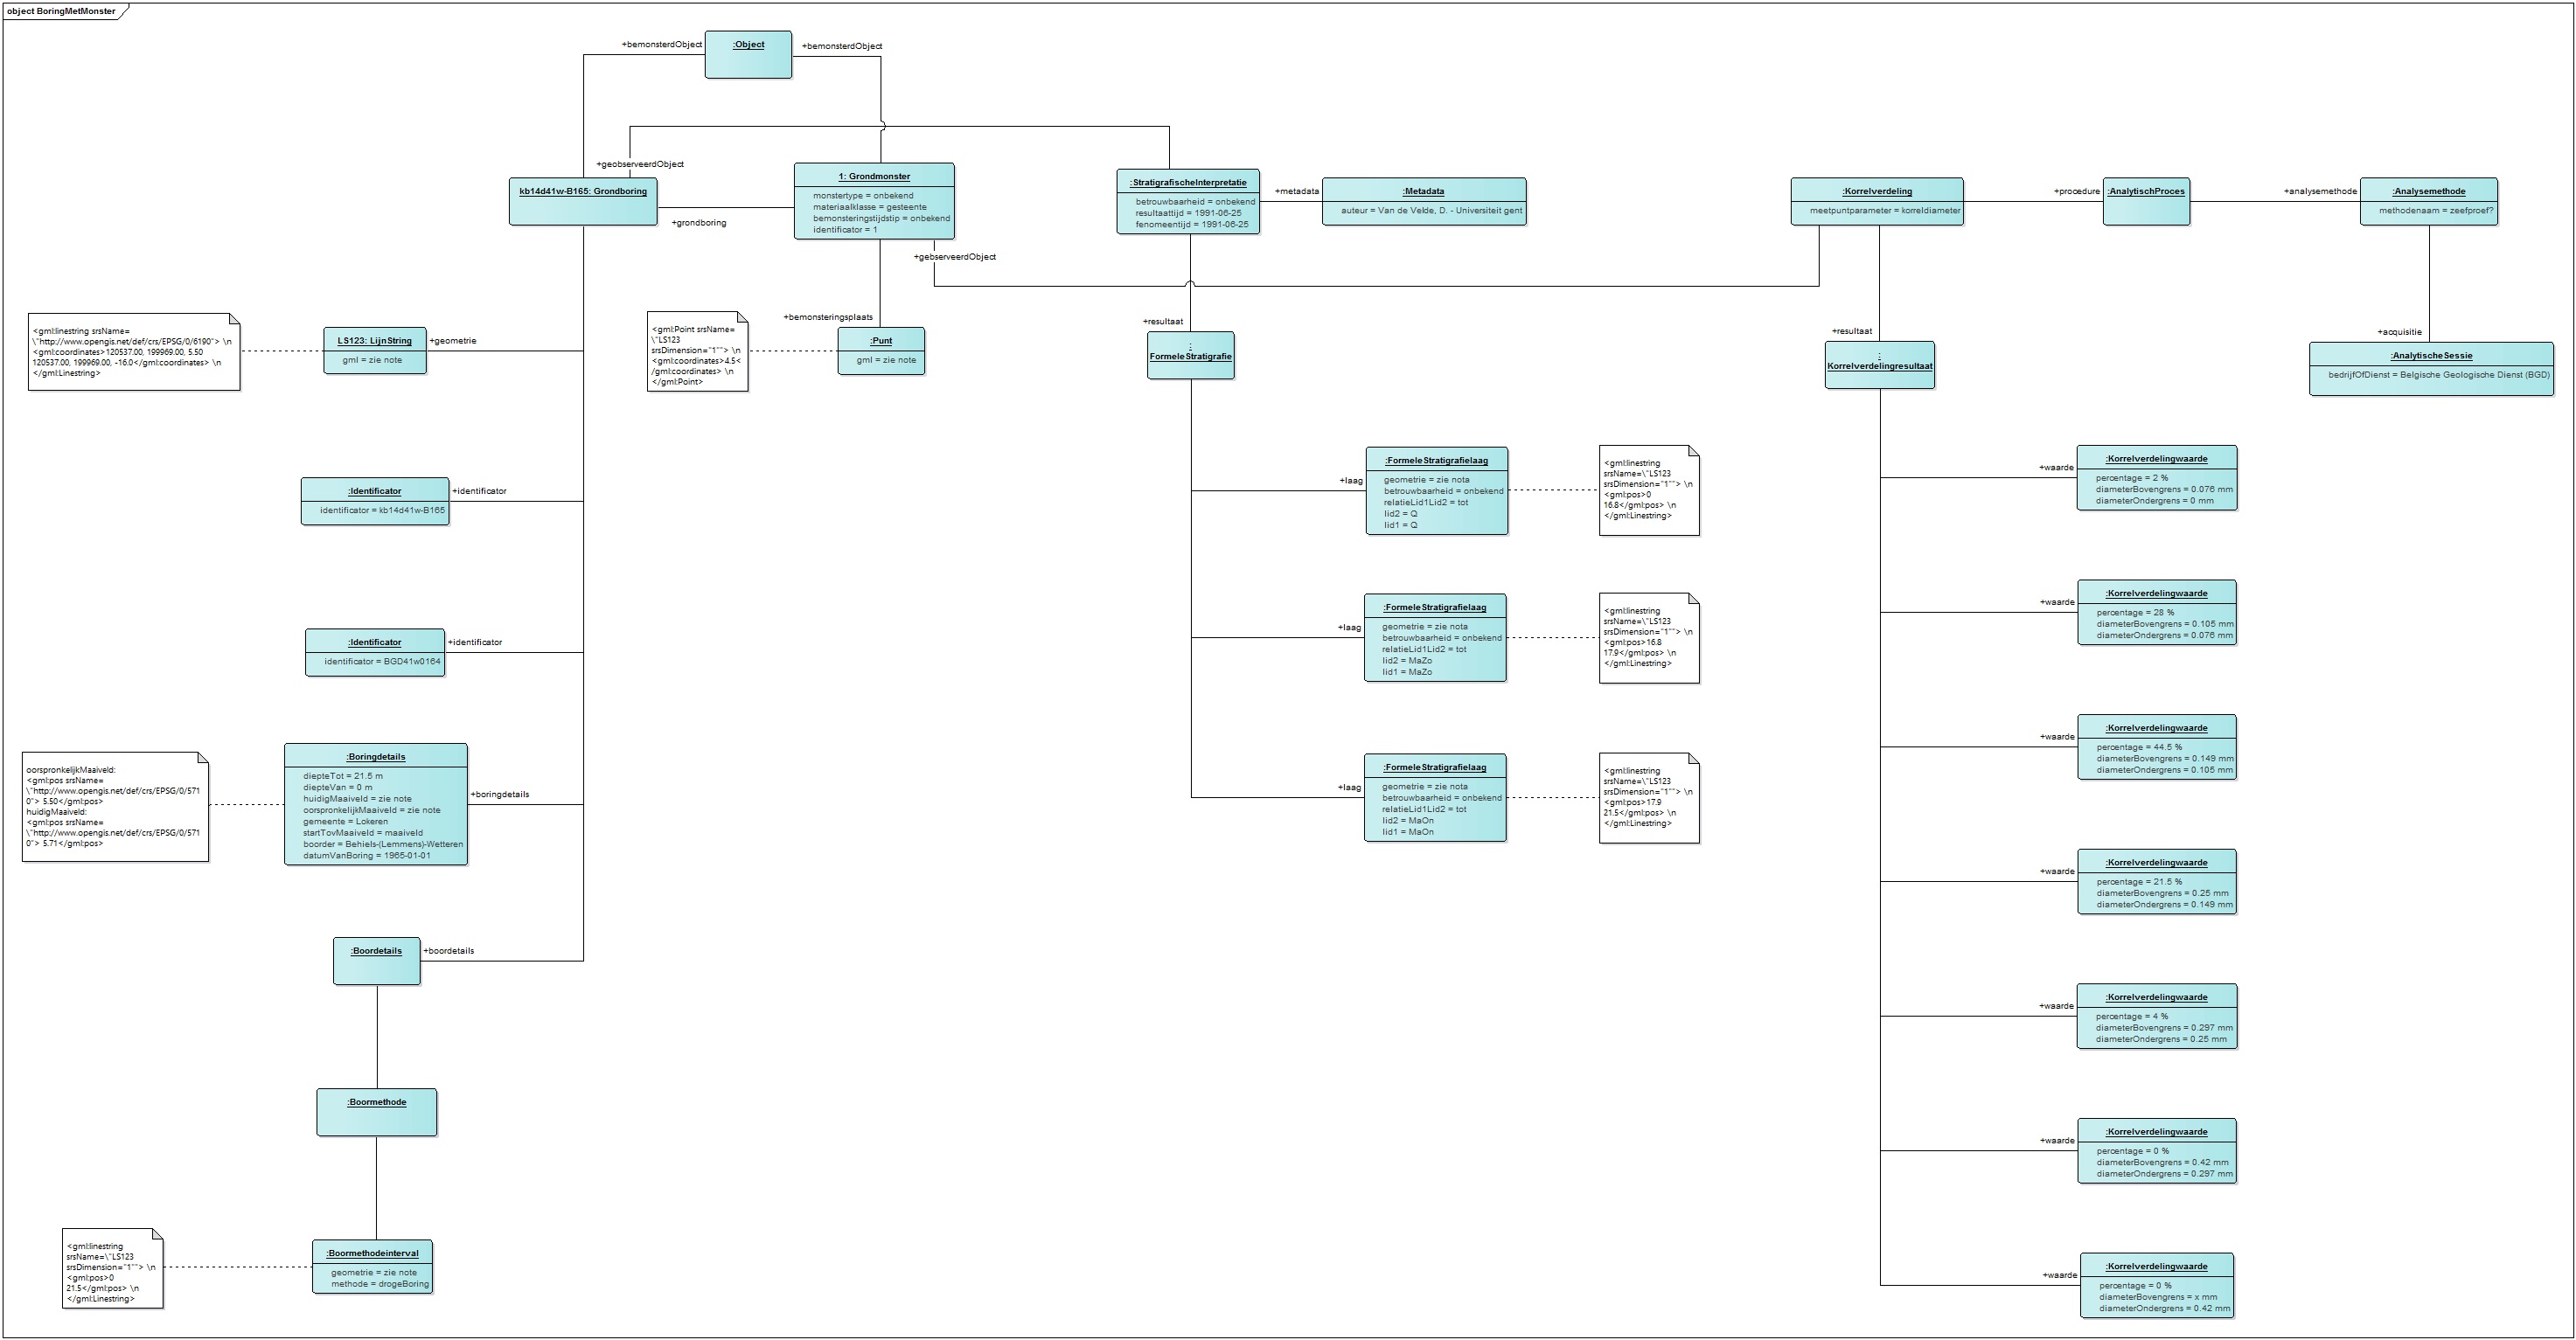 object BoringMetMonster
:Object
+bemonsterdObject
+bemonsterdObject
+geobserveerdObject
kb14d41w-B165: Grondboring
+grondboring
1: Grondmonster
monstertype = onbekend
materiaalklasse = gesteente
bemonsteringstijdstip = onbekend
identificator = 1
+gebserveerdObject
:StratigrafischeInterpretatie
betrouwbaarheid = onbekend
resultaattijd = 1991-06-25
fenomeentijd = 1991-06-25
+metadata
:Metadata
auteur = Van de Velde, D. - Universiteit gent
:Korrelverdeling
meetpuntparameter = korreldiameter
+procedure
:AnalytischProces
+analysemethode
:Analysemethode
methodenaam = zeefproef?
<gml:linestring srsName=
\"http://www.opengis.net/def/crs/EPSG/0/6190"> \n
<gml:coordinates>120537.00, 199969.00, 5.50
120537.00, 199969.00, -16.0</gml:coordinates> \n
</gml:Linestring>
LS123: LijnString
gml = zie note
+geometrie
<gml:Point srsName=
\"LS123
srsDimension="1""> \n
<gml:coordinates>4.5<
/gml:coordinates> \n
</gml:Point>
+bemonsteringsplaats
:Punt
gml = zie note
+resultaat
:
FormeleStratigrafie
+resultaat
:
Korrelverdelingresultaat
+acquisitie
:AnalytischeSessie
bedrijfOfDienst = Belgische Geologische Dienst (BGD)
:Identificator
identificator = kb14d41w-B165
+identificator
:Identificator
identificator = BGD41w0164
+identificator
oorspronkelijkMaaiveld:
<gml:pos srsName=
\"http://www.opengis.net/def/crs/EPSG/0/571
0"> 5.50</gml:pos>
huidigMaaiveld:
<gml:pos srsName=
\"http://www.opengis.net/def/crs/EPSG/0/571
0"> 5.71</gml:pos>
:Boringdetails
diepteTot = 21.5 m
diepteVan = 0 m
huidigMaaiveld = zie note
oorspronkelijkMaaiveld = zie note
gemeente = Lokeren
startTovMaaiveld = maaiveld
boorder = Behiels-(Lemmens)-Wetteren
datumVanBoring = 1965-01-01
+boringdetails
:Boordetails
+boordetails
:Boormethode
<gml:linestring
srsName=\"LS123
srsDimension="1""> \n
<gml:pos>0
21.5</gml:pos> \n
</gml:Linestring>
:Boormethodeinterval
geometrie = zie note
methode = drogeBoring
+laag
:FormeleStratigrafielaag
geometrie = zie nota
betrouwbaarheid = onbekend
relatieLid1Lid2 = tot
lid2 = Q
lid1 = Q
<gml:linestring
srsName=\"LS123
srsDimension="1""> \n
<gml:pos>0
16.8</gml:pos> \n
</gml:Linestring>
+laag
:FormeleStratigrafielaag
geometrie = zie nota
betrouwbaarheid = onbekend
relatieLid1Lid2 = tot
lid2 = MaZo
lid1 = MaZo
<gml:linestring
srsName=\"LS123
srsDimension="1""> \n
<gml:pos>16.8
17.9</gml:pos> \n
</gml:Linestring>
+laag
:FormeleStratigrafielaag
geometrie = zie nota
betrouwbaarheid = onbekend
relatieLid1Lid2 = tot
lid2 = MaOn
lid1 = MaOn
<gml:linestring
srsName=\"LS123
srsDimension="1""> \n
<gml:pos>17.9
21.5</gml:pos> \n
</gml:Linestring>
+waarde
:Korrelverdelingwaarde
percentage = 2 %
diameterBovengrens = 0.076 mm
diameterOndergrens = 0 mm
+waarde
:Korrelverdelingwaarde
percentage = 28 %
diameterBovengrens = 0.105 mm
diameterOndergrens = 0.076 mm
+waarde
:Korrelverdelingwaarde
percentage = 44.5 %
diameterBovengrens = 0.149 mm
diameterOndergrens = 0.105 mm
+waarde
:Korrelverdelingwaarde
percentage = 21.5 %
diameterBovengrens = 0.25 mm
diameterOndergrens = 0.149 mm
+waarde
:Korrelverdelingwaarde
percentage = 4 %
diameterBovengrens = 0.297 mm
diameterOndergrens = 0.25 mm
+waarde
:Korrelverdelingwaarde
percentage = 0 %
diameterBovengrens = 0.42 mm
diameterOndergrens = 0.297 mm
+waarde
:Korrelverdelingwaarde
percentage = 0 %
diameterBovengrens = x mm
diameterOndergrens = 0.42 mm